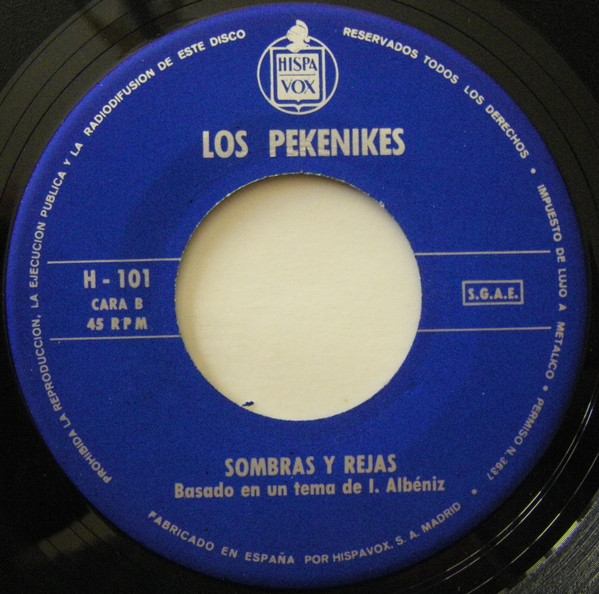 RESERVADOS TODOS LOS DERECHOS • IMPUESTO DE LUJO A METALICO • PERMISO N. 3637 •
PROHIBIDA LA REPRODUCCION, LA EJECUCION PUBLICA Y LA RADIODIFUSION DE ESTE DISCO
HISPA
VOX
LOS PEKENIKES
H - 101
CARA B
45 RPM
S.G.A.E.
SOMBRAS Y REJAS
Basado en un tema de I. Albéniz
FABRICADO EN ESPAÑA POR HISPAVOX. S. A. MADRID